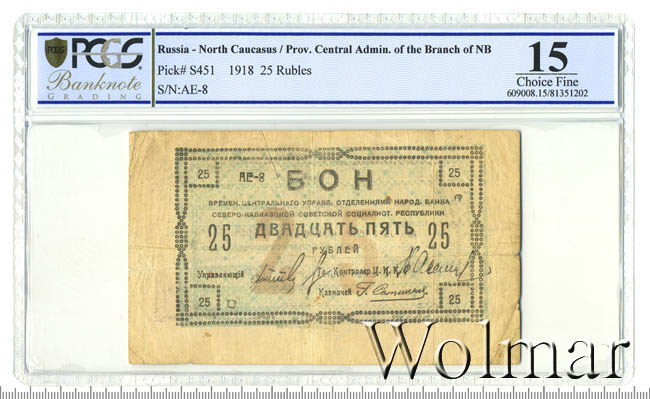 PCGS
Banknote
GRADING
Russia - North Caucasus / Prov. Central Admin. of the Branch of NB
Pick# S451 1918 25 Rubles
S/N:AE-8
15
Choice Fine
609008.15/81351202
25 АЕ-8 БОН 25
ВРЕМЕН. ЦЕНТРАЛЬНАГО УПРАВЛ. ОТДЕЛЕНИЯМИ НАРОД. БАНКА
СЕВЕРО-КАВКАЗСКОЙ СОВЕТСКОЙ СОЦИАЛИСТ. РЕСПУБЛИКИ
25 ДВАДЦАТЬ ПЯТЬ 25
РУБЛЕЙ
Управляющій Контролер Ц. И. К.
Казначей
25 25
Wolmar